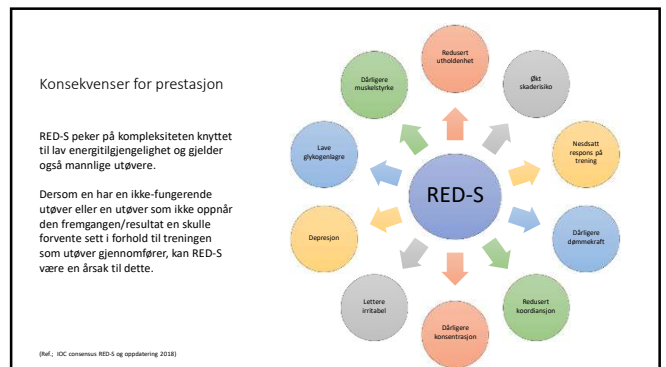 Konsekvenser for prestasjon
RED-S peker på kompleksiteten knyttet
til lav energitilgjengelighet og gjelder
også mannlige utøvere.
Dersom en har en ikke-fungerende
utøver eller en utøver som ikke oppnår
den fremgangen/resultat en skulle
forvente sett i forhold til treningen
som utøver gjennomfører, kan RED-S
være en årsak til dette.
(Ref.; IOC consensus RED-S og oppdatering 2018)
RED-S
Redusert
utholdenhet
Økt
skaderisiko
Nesdsatt
respons på
trening
Dårligere
dømmekraft
Redusert
koordiansjon
Dårligere
konsentrasjon
Lettere
irritabel
Depresjon
Lave
glykogenlagre
Dårligere
muskelstyrke